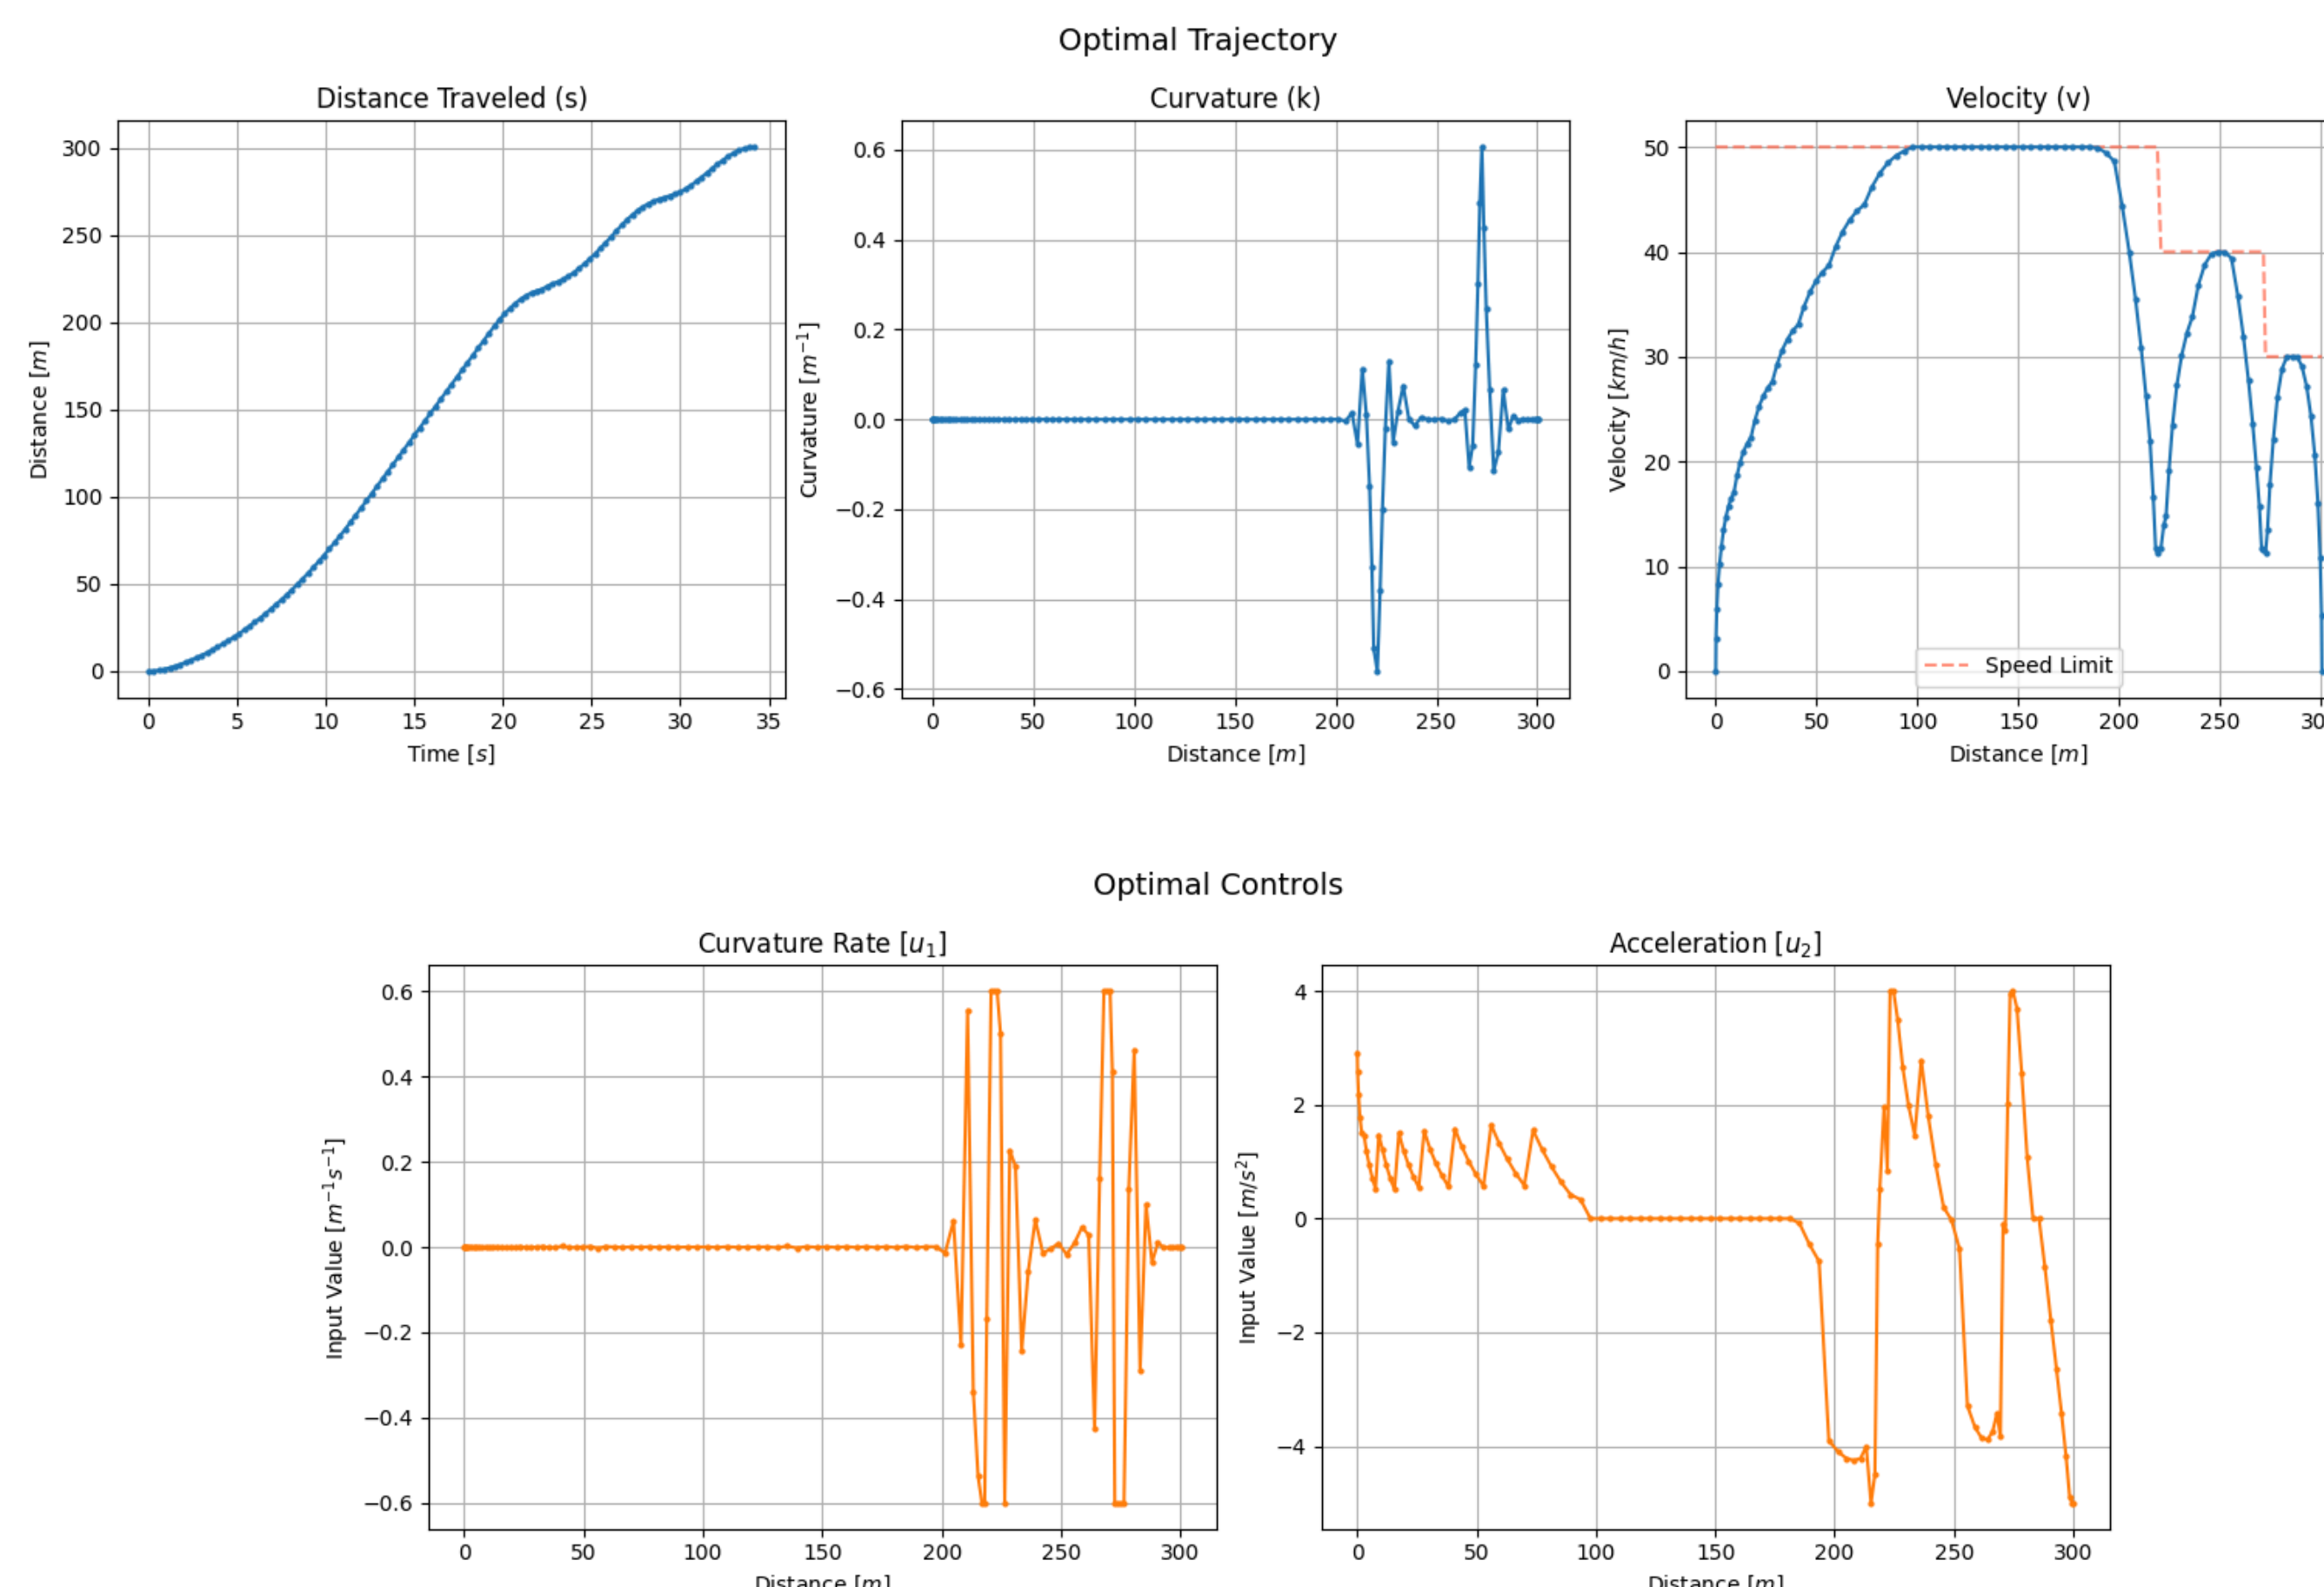 Optimal Trajectory
Distance Traveled (s)
Distance [m]
300
250
200
150
100
50
0
0 5 10 15 20 25 30 35
Time [s]
Curvature (k)
Curvature [m⁻¹]
0.6
0.4
0.2
0.0
−0.2
−0.4
−0.6
0 50 100 150 200 250 300
Distance [m]
Velocity (v)
Velocity [km/h]
50
40
30
20
10
0
Speed Limit
0 50 100 150 200 250
Distance [m]
Optimal Controls
Curvature Rate [u₁]
Input Value [m⁻¹s⁻¹]
0.6
0.4
0.2
0.0
−0.2
−0.4
−0.6
0 50 100 150 200 250 300
Distance [m]
Acceleration [u₂]
Input Value [m/s²]
4
2
0
−2
−4
0 50 100 150 200 250 300
Distance [m]